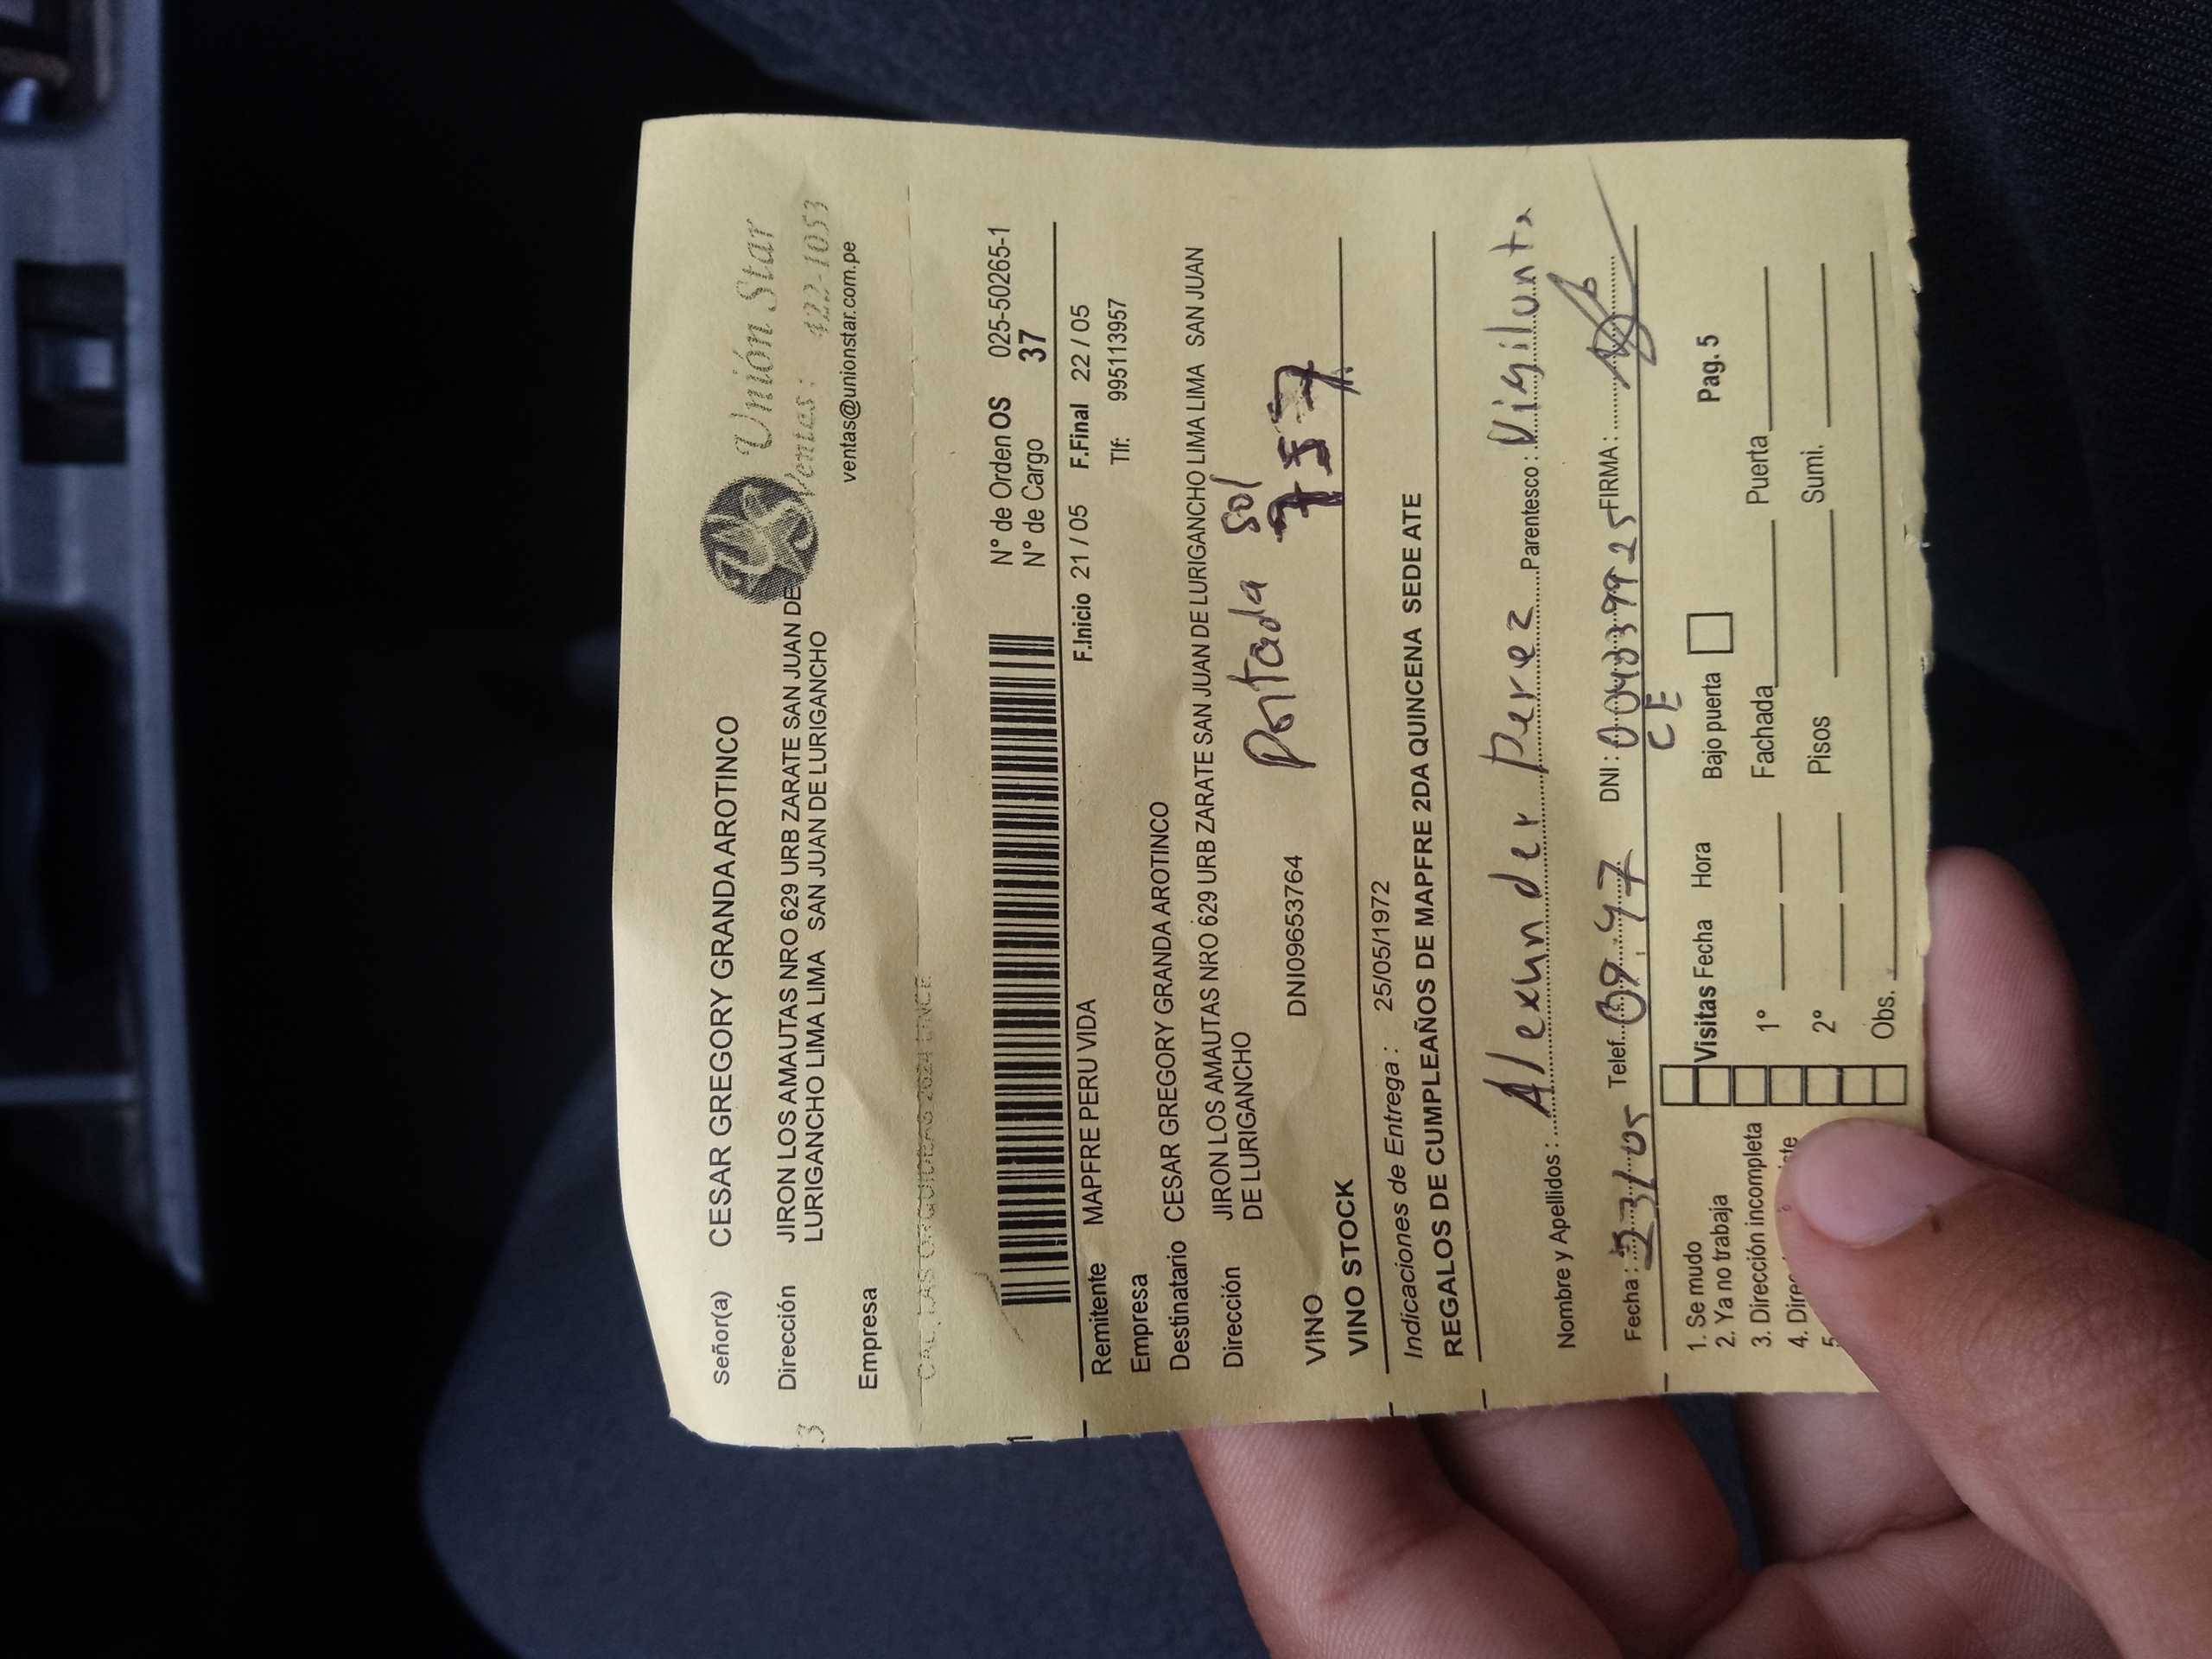 Señor(a) CESAR GREGORY GRANDA AROTINCO
Unión Star
Dirección JIRON LOS AMAUTAS NRO 629 URB ZARATE SAN JUAN DE
LURIGANCHO LIMA LIMA SAN JUAN DE LURIGANCHO
Ventas: 422-1053
ventas@unionstar.com.pe
Empresa
N° de Orden OS 025-50265-1
N° de Cargo 37
F.Inicio 21 / 05 F.Final 22 / 05
Remitente MAPFRE PERU VIDA
Tlf: 995113957
Empresa
Destinatario CESAR GREGORY GRANDA AROTINCO
Dirección JIRON LOS AMAUTAS NRO 629 URB ZARATE SAN JUAN DE LURIGANCHO LIMA LIMA SAN JUAN
DE LURIGANCHO
Portada Sol
757
VINO DNI09653764
VINO STOCK
Indicaciones de Entrega : 25/05/1972
REGALOS DE CUMPLEAÑOS DE MAPFRE 2DA QUINCENA SEDE ATE
Nombre y Apellidos : Alexander Perez Parentesco : Vigilante
Fecha : 23/05 Telef. 09:47 DNI : FIRMA :
CE
1. Se mudo
2. Ya no trabaja
3. Dirección incompleta
4. Direc
5
Visitas Fecha Hora Bajo puerta Pag. 5
1° Fachada Puerta
2° Pisos Sumi.
Obs.